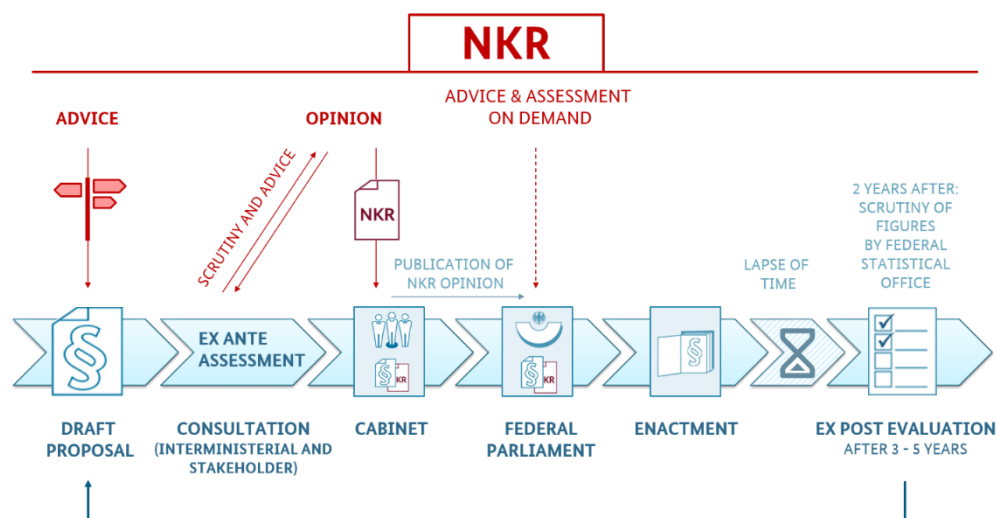 NKR
ADVICE & ASSESSMENT
ON DEMAND
ADVICE
OPINION
SCRUTINY AND ADVICE
NKR
2 YEARS AFTER:
SCRUTINY OF
FIGURES
BY FEDERAL
STATISTICAL
OFFICE
PUBLICATION OF
NKR OPINION
LAPSE OF
TIME
§
EX ANTE
ASSESSMENT
§
KR
§
KR
§
DRAFT
PROPOSAL
CONSULTATION
(INTERMINISTERIAL AND
STAKEHOLDER)
CABINET
FEDERAL
PARLIAMENT
ENACTMENT
EX POST EVALUATION
AFTER 3 - 5 YEARS